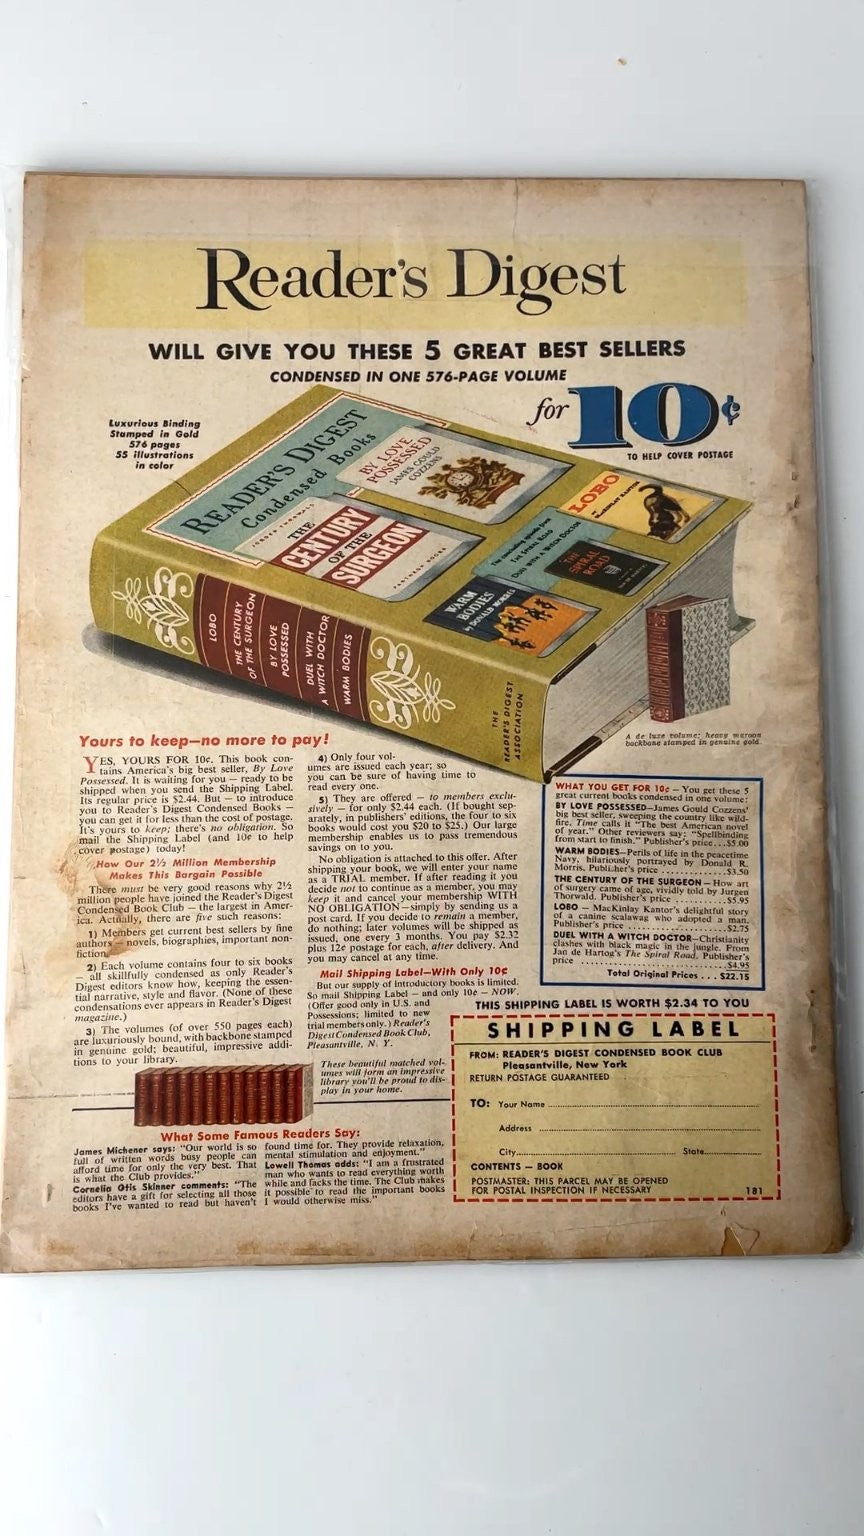 Reader's Digest
WILL GIVE YOU THESE 5 GREAT BEST SELLERS
CONDENSED IN ONE 576-PAGE VOLUME
for 10¢
TO HELP COVER POSTAGE
Luxurious Binding
Stamped in Gold
576 pages
55 illustrations
in color
READER'S DIGEST
Condensed Books
BY LOVE
POSSESSED
JAMES GOULD
COZZENS
JURGEN THORWALD
THE
CENTURY
OF THE
SURGEON
LOBO
MACKINLAY KANTOR
The fascinating episode from
THE SPIRAL ROAD
DUEL WITH A WITCH DOCTOR
THE
SPIRAL
ROAD
WARM
BODIES
by DONALD MORRIS
LOBO
THE CENTURY
OF THE SURGEON
BY LOVE
POSSESSED
DUEL WITH
A WITCH DOCTOR
WARM BODIES
THE
READER'S DIGEST
ASSOCIATION
A de luxe volume; heavy maroon
backbone stamped in genuine gold.
Yours to keep—no more to pay!
YES, YOURS FOR 10c. This book con-
tains America's big best seller, By Love
Possessed. It is waiting for you — ready to be
shipped when you send the Shipping Label.
Its regular price is $2.44. But — to introduce
you to Reader's Digest Condensed Books —
you can get it for less than the cost of postage.
It's yours to keep; there's no obligation. So
mail the Shipping Label (and 10c to help
cover postage) today!
How Our 2½ Million Membership
Makes This Bargain Possible
There must be very good reasons why 2½
million people have joined the Reader's Digest
Condensed Book Club — the largest in Amer-
ica. Actually, there are five such reasons:
1) Members get current best sellers by fine
authors — novels, biographies, important non-
fiction.
2) Each volume contains four to six books
— all skillfully condensed as only Reader's
Digest editors know how, keeping the essen-
tial narrative, style and flavor. (None of these
condensations ever appears in Reader's Digest
magazine.)
3) The volumes (of over 550 pages each)
are luxuriously bound, with backbone stamped
in genuine gold; beautiful, impressive addi-
tions to your library.
4) Only four vol-
umes are issued each year; so
you can be sure of having time to
read every one.
5) They are offered — to members exclu-
sively — for only $2.44 each. (If bought sep-
arately, in publishers' editions, the four to six
books would cost you $20 to $25.) Our large
membership enables us to pass tremendous
savings on to you.
No obligation is attached to this offer. After
shipping your book, we will enter your name
as a TRIAL member. If after reading it you
decide not to continue as a member, you may
keep it and cancel your membership WITH
NO OBLIGATION—simply by sending us a
post card. If you decide to remain a member,
do nothing; later volumes will be shipped as
issued, one every 3 months. You pay $2.32
plus 12¢ postage for each, after delivery. And
you may cancel at any time.
Mail Shipping Label—With Only 10¢
But our supply of introductory books is limited.
So mail Shipping Label — and only 10c — NOW.
(Offer good only in U.S. and
Possessions; limited to new
trial members only.) Reader's
Digest Condensed Book Club,
Pleasantville, N. Y.
These beautiful matched vol-
umes will form an impressive
library you'll be proud to dis-
play in your home.
What Some Famous Readers Say:
James Michener says: "Our world is so
full of written words busy people can
afford time for only the very best. That
is what the Club provides."
Cornelia Otis Skinner comments: "The
editors have a gift for selecting all those
books I've wanted to read but haven't
found time for. They provide relaxation,
mental stimulation and enjoyment."
Lowell Thomas adds: "I am a frustrated
man who wants to read everything worth
while and lacks the time. The Club makes
it possible to read the important books
I would otherwise miss."
WHAT YOU GET FOR 10¢ — You get these 5
great current books condensed in one volume:
BY LOVE POSSESSED—James Gould Cozzens'
big best seller, sweeping the country like wild-
fire. Time calls it "The best American novel
of year." Other reviewers say: "Spellbinding
from start to finish." Publisher's price...$5.00
WARM BODIES—Perils of life in the peacetime
Navy, hilariously portrayed by Donald R.
Morris. Publisher's price ...............$3.50
THE CENTURY OF THE SURGEON — How art
of surgery came of age, vividly told by Jurgen
Thorwald. Publisher's price ............$5.95
LOBO — MacKinlay Kantor's delightful story
of a canine scalawag who adopted a man.
Publisher's price ......................$2.75
DUEL WITH A WITCH DOCTOR—Christianity
clashes with black magic in the jungle. From
Jan de Hartog's The Spiral Road. Publisher's
price ..................................$4.95
Total Original Prices . . . $22.15
THIS SHIPPING LABEL IS WORTH $2.34 TO YOU
SHIPPING LABEL
FROM: READER'S DIGEST CONDENSED BOOK CLUB
Pleasantville, New York
RETURN POSTAGE GUARANTEED
TO: Your Name
Address
City State
CONTENTS — BOOK
POSTMASTER: THIS PARCEL MAY BE OPENED
FOR POSTAL INSPECTION IF NECESSARY 181